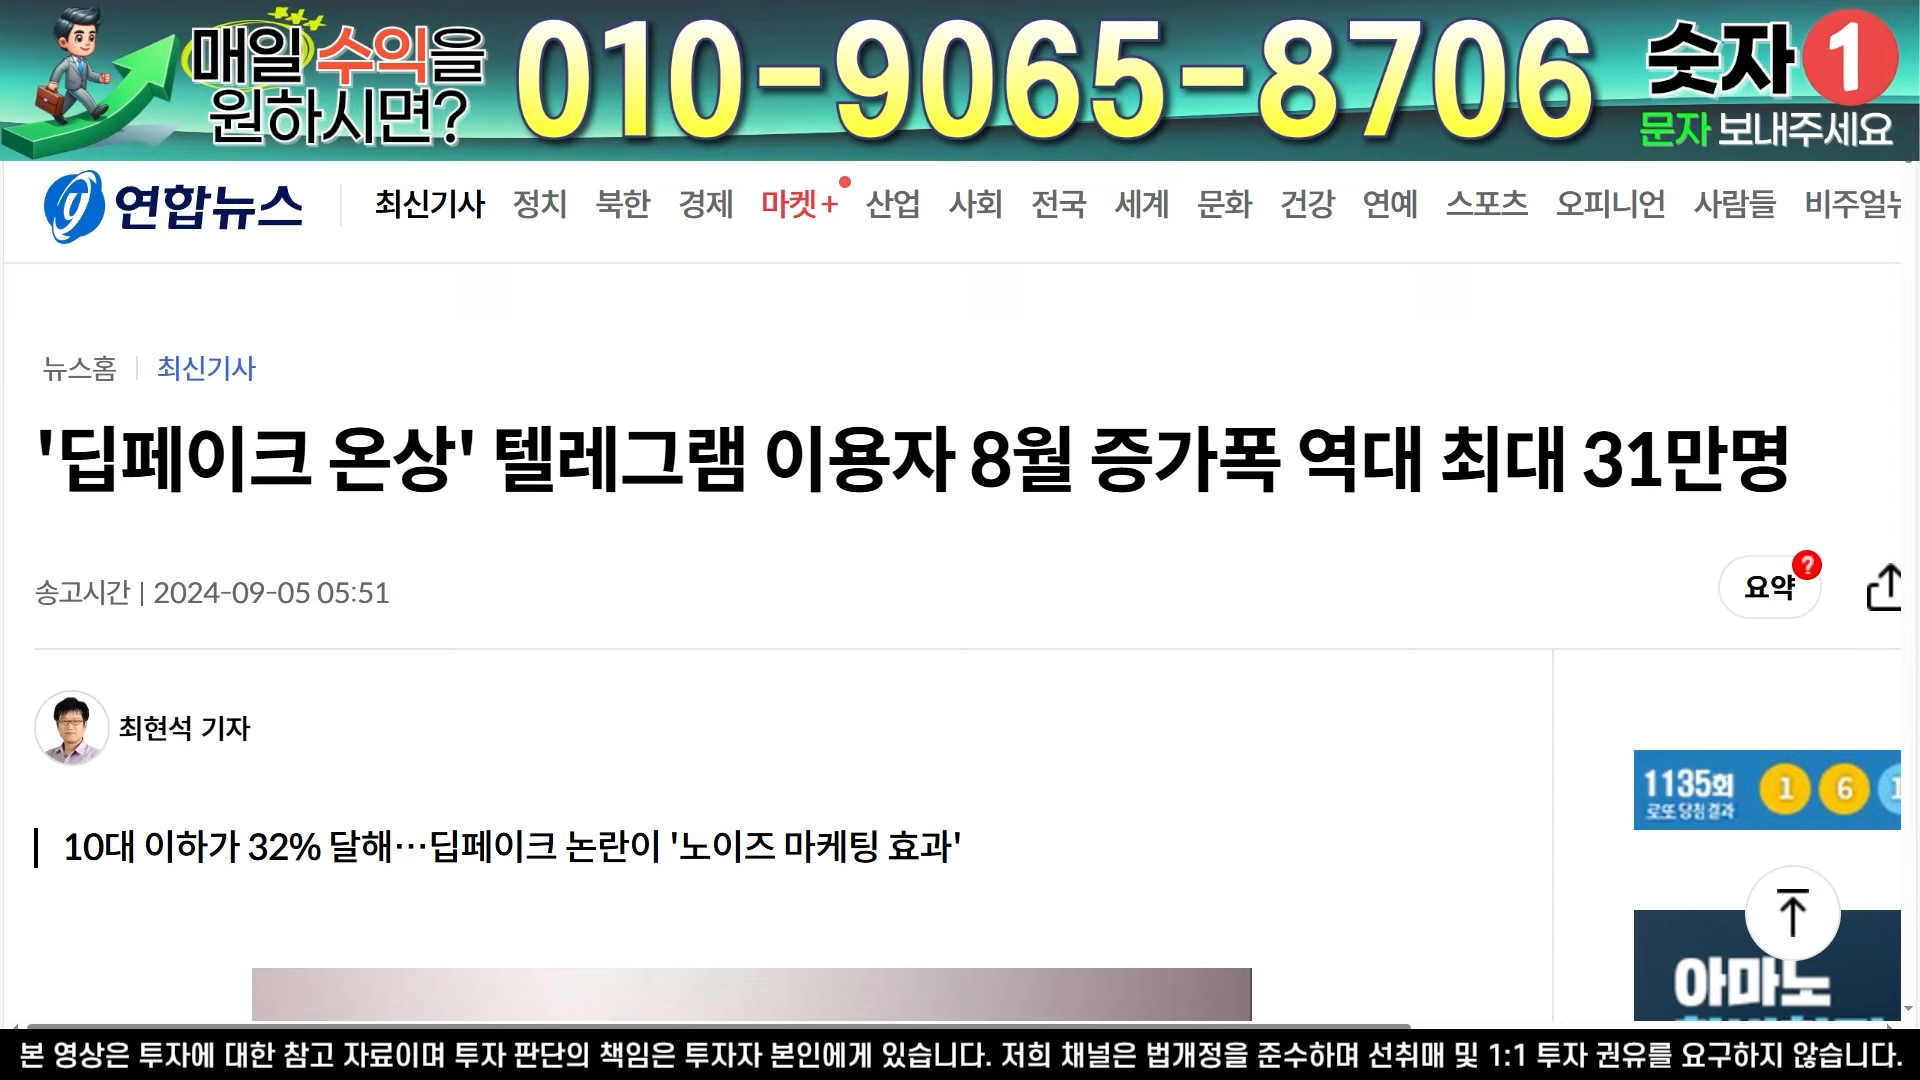 매일 수익을
원하시면?
010-9065-8706
숫자 1
문자 보내주세요
연합뉴스
최신기사 정치 북한 경제 마켓+ 산업 사회 전국 세계 문화 건강 연예 스포츠 오피니언 사람들 비주얼뉴
뉴스홈 | 최신기사
'딥페이크 온상' 텔레그램 이용자 8월 증가폭 역대 최대 31만명
송고시간 | 2024-09-05 05:51
요약 ?
최현석 기자
10대 이하가 32% 달해…딥페이크 논란이 '노이즈 마케팅 효과'
1135회 1 6 1
로또 당첨 결과
아마노
본 영상은 투자에 대한 참고 자료이며 투자 판단의 책임은 투자자 본인에게 있습니다. 저희 채널은 법개정을 준수하며 선취매 및 1:1 투자 권유를 요구하지 않습니다.